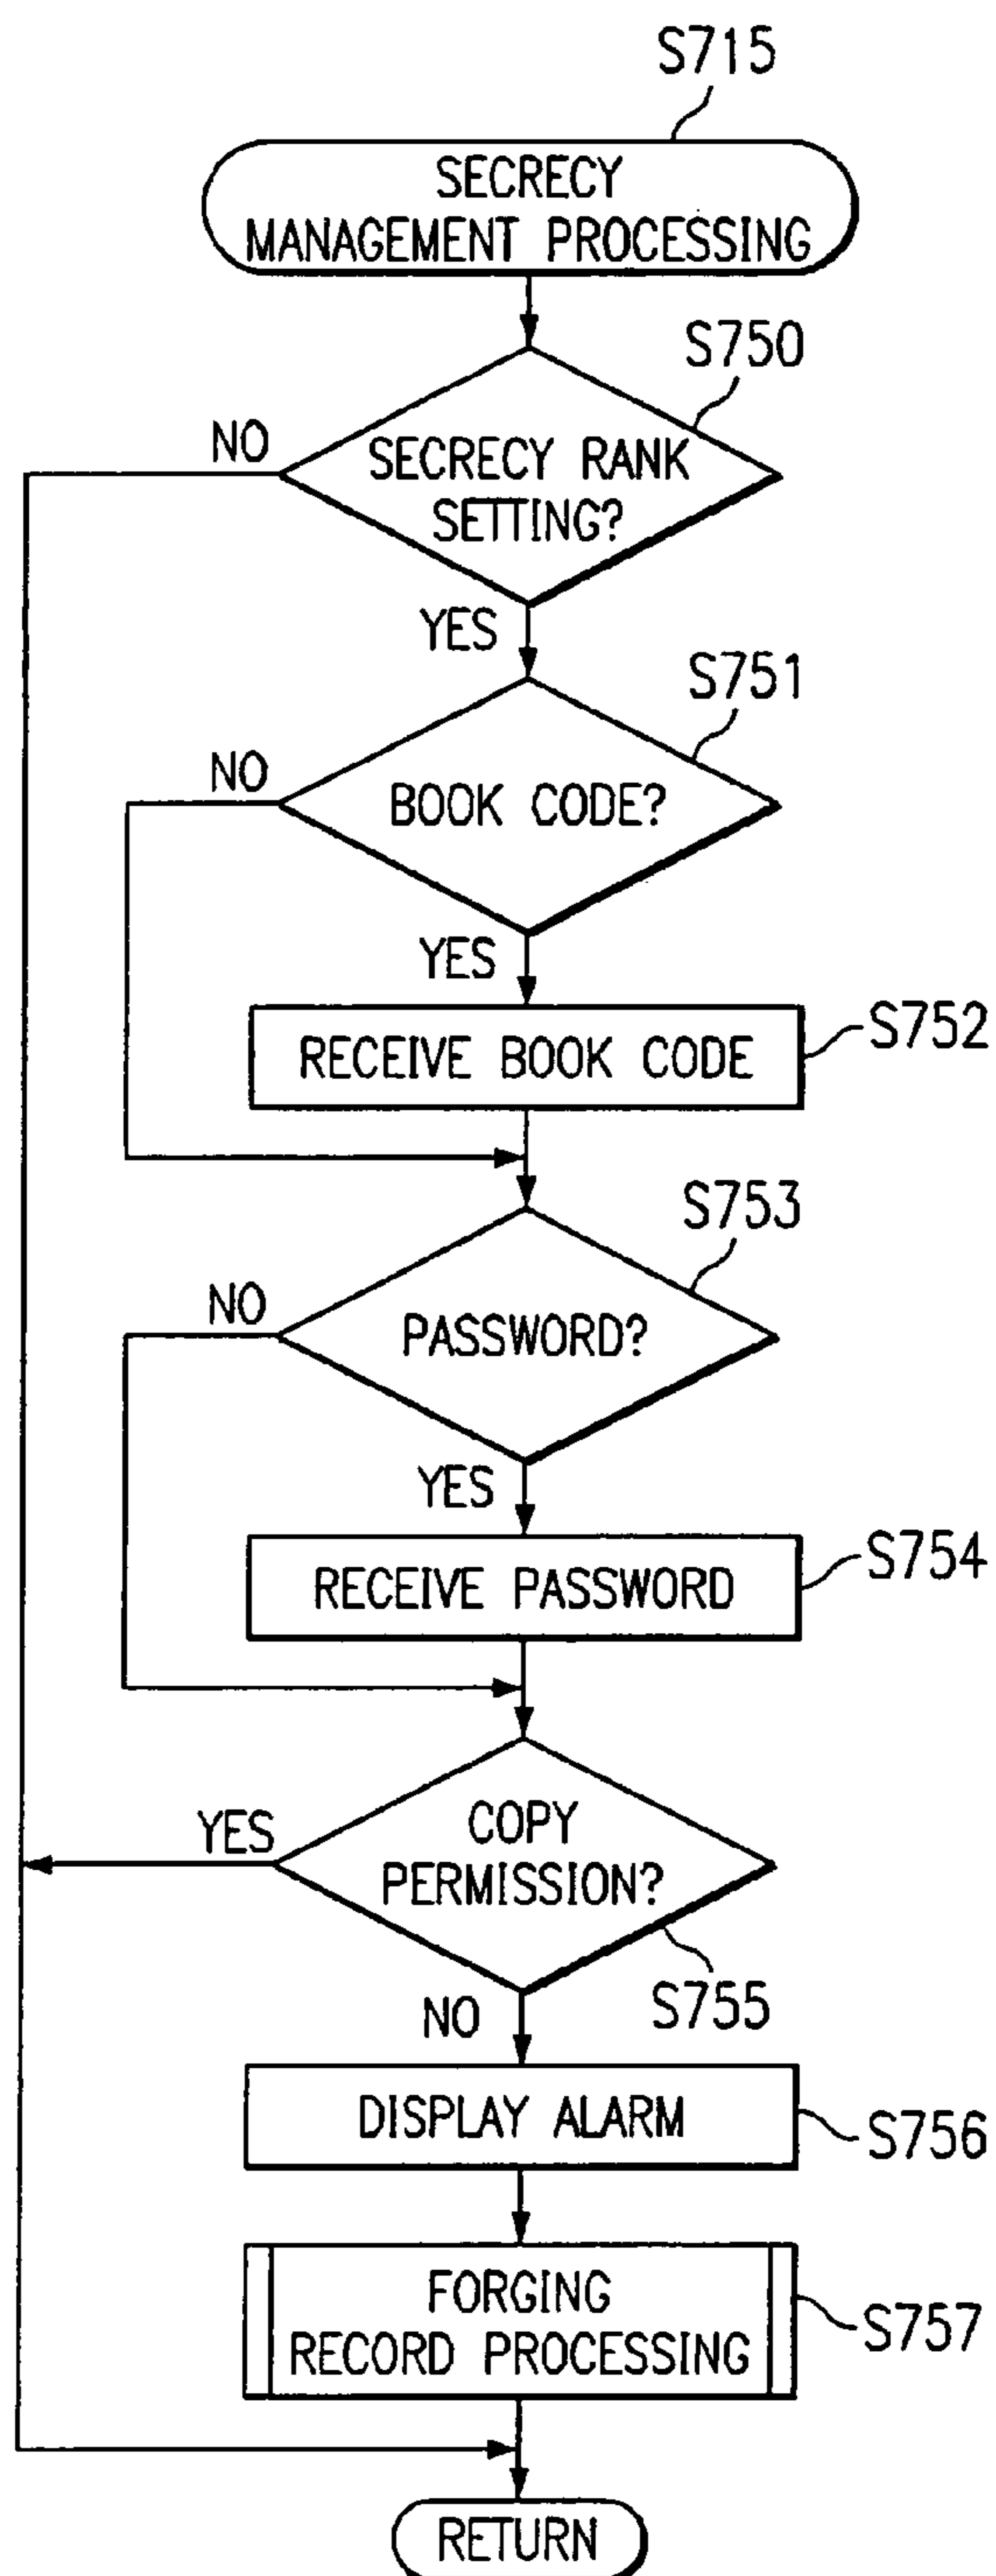 S715
SECRECY
MANAGEMENT PROCESSING
S750
NO
SECRECY RANK
SETTING?
YES
S751
NO
BOOK CODE?
YES
RECEIVE BOOK CODE
S752
S753
NO
PASSWORD?
YES
RECEIVE PASSWORD
S754
YES
COPY
PERMISSION?
NO
S755
DISPLAY ALARM
S756
FORGING
RECORD PROCESSING
S757
RETURN